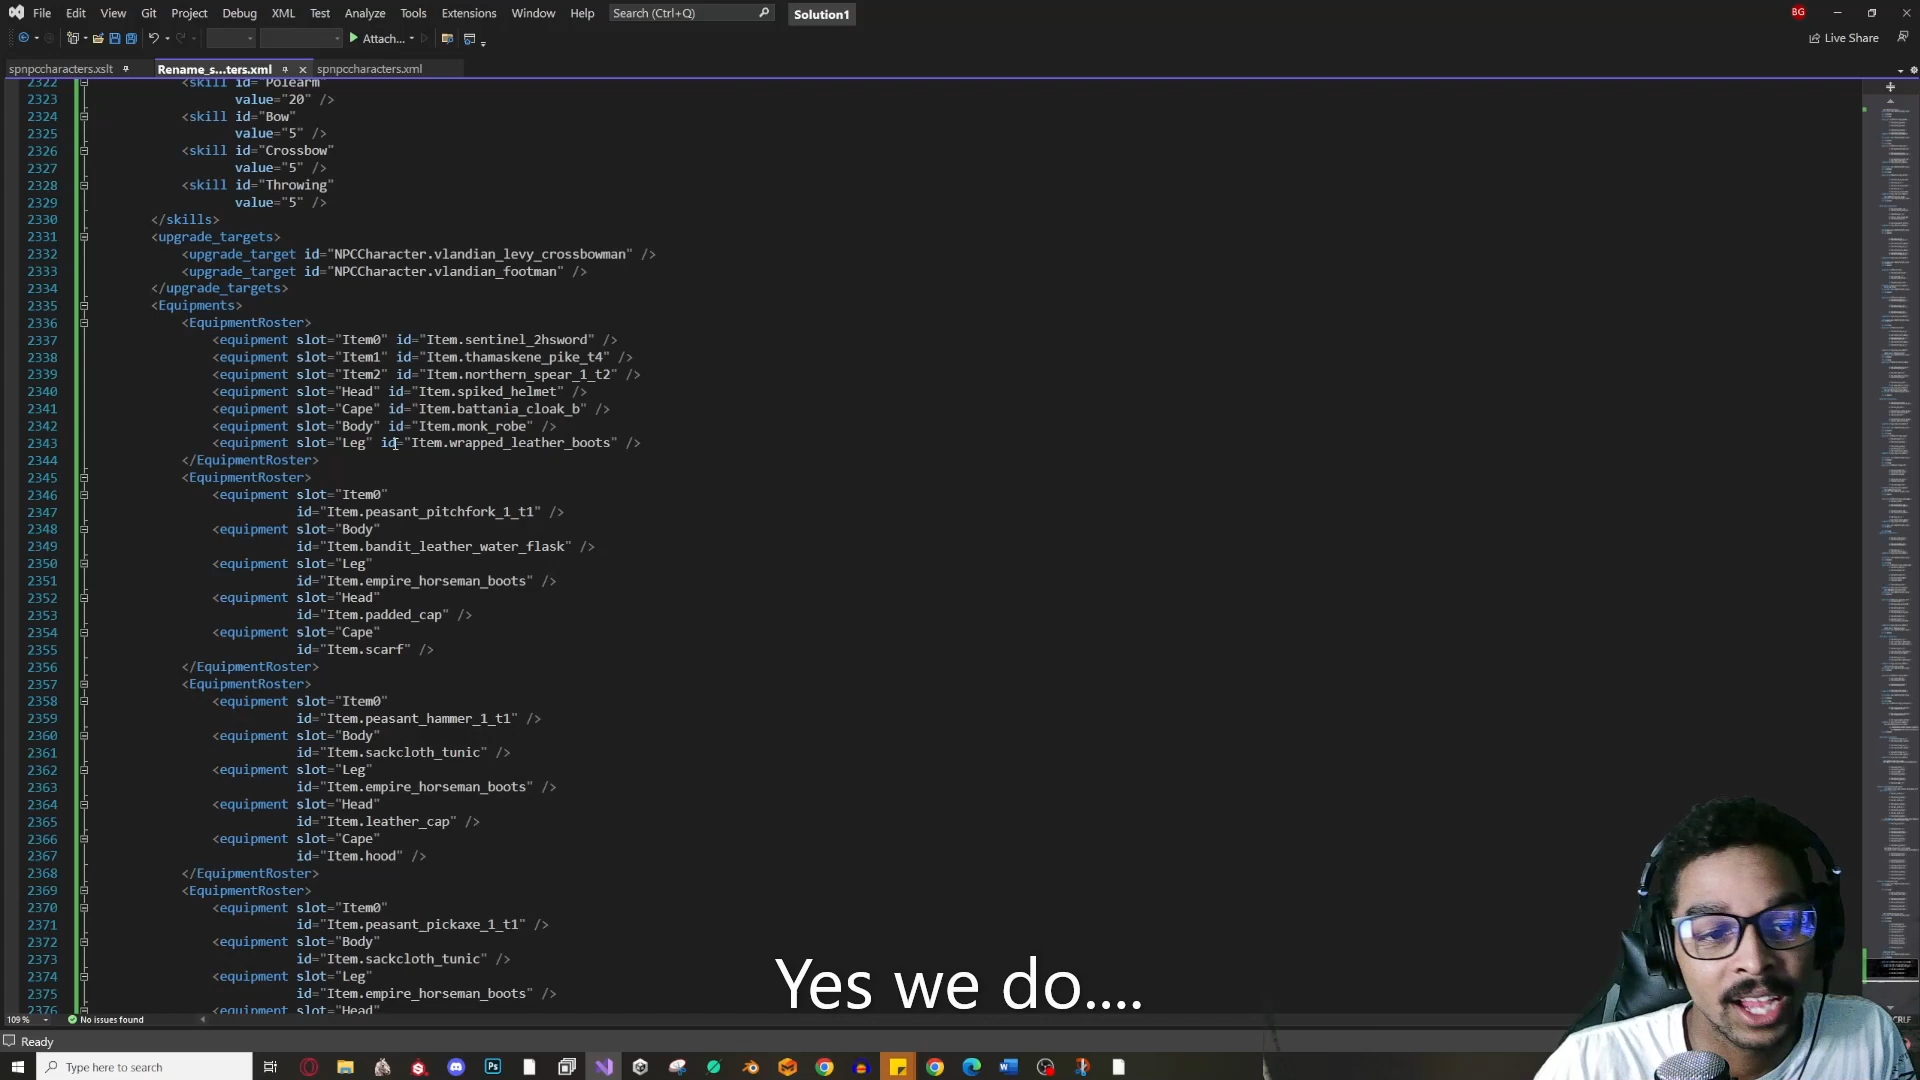 File Edit View Git Project Debug XML Test Analyze Tools Extensions Window Help Search (Ctrl+Q) Solution1 BG
Attach... Live Share
spnpccharacters.xslt Rename_s...ters.xml spnpccharacters.xml
2322 <skill id="Polearm"
2323 value="20" />
2324 <skill id="Bow"
2325 value="5" />
2326 <skill id="Crossbow"
2327 value="5" />
2328 <skill id="Throwing"
2329 value="5" />
2330 </skills>
2331 <upgrade_targets>
2332 <upgrade_target id="NPCCharacter.vlandian_levy_crossbowman" />
2333 <upgrade_target id="NPCCharacter.vlandian_footman" />
2334 </upgrade_targets>
2335 <Equipments>
2336 <EquipmentRoster>
2337 <equipment slot="Item0" id="Item.sentinel_2hsword" />
2338 <equipment slot="Item1" id="Item.thamaskene_pike_t4" />
2339 <equipment slot="Item2" id="Item.northern_spear_1_t2" />
2340 <equipment slot="Head" id="Item.spiked_helmet" />
2341 <equipment slot="Cape" id="Item.battania_cloak_b" />
2342 <equipment slot="Body" id="Item.monk_robe" />
2343 <equipment slot="Leg" id="Item.wrapped_leather_boots" />
2344 </EquipmentRoster>
2345 <EquipmentRoster>
2346 <equipment slot="Item0"
2347 id="Item.peasant_pitchfork_1_t1" />
2348 <equipment slot="Body"
2349 id="Item.bandit_leather_water_flask" />
2350 <equipment slot="Leg"
2351 id="Item.empire_horseman_boots" />
2352 <equipment slot="Head"
2353 id="Item.padded_cap" />
2354 <equipment slot="Cape"
2355 id="Item.scarf" />
2356 </EquipmentRoster>
2357 <EquipmentRoster>
2358 <equipment slot="Item0"
2359 id="Item.peasant_hammer_1_t1" />
2360 <equipment slot="Body"
2361 id="Item.sackcloth_tunic" />
2362 <equipment slot="Leg"
2363 id="Item.empire_horseman_boots" />
2364 <equipment slot="Head"
2365 id="Item.leather_cap" />
2366 <equipment slot="Cape"
2367 id="Item.hood" />
2368 </EquipmentRoster>
2369 <EquipmentRoster>
2370 <equipment slot="Item0"
2371 id="Item.peasant_pickaxe_1_t1" />
2372 <equipment slot="Body"
2373 id="Item.sackcloth_tunic" />
2374 <equipment slot="Leg"
2375 id="Item.empire_horseman_boots" />
2376 <equipment slot="Head"
Yes we do....
109 % No issues found CRLF
Ready
Type here to search